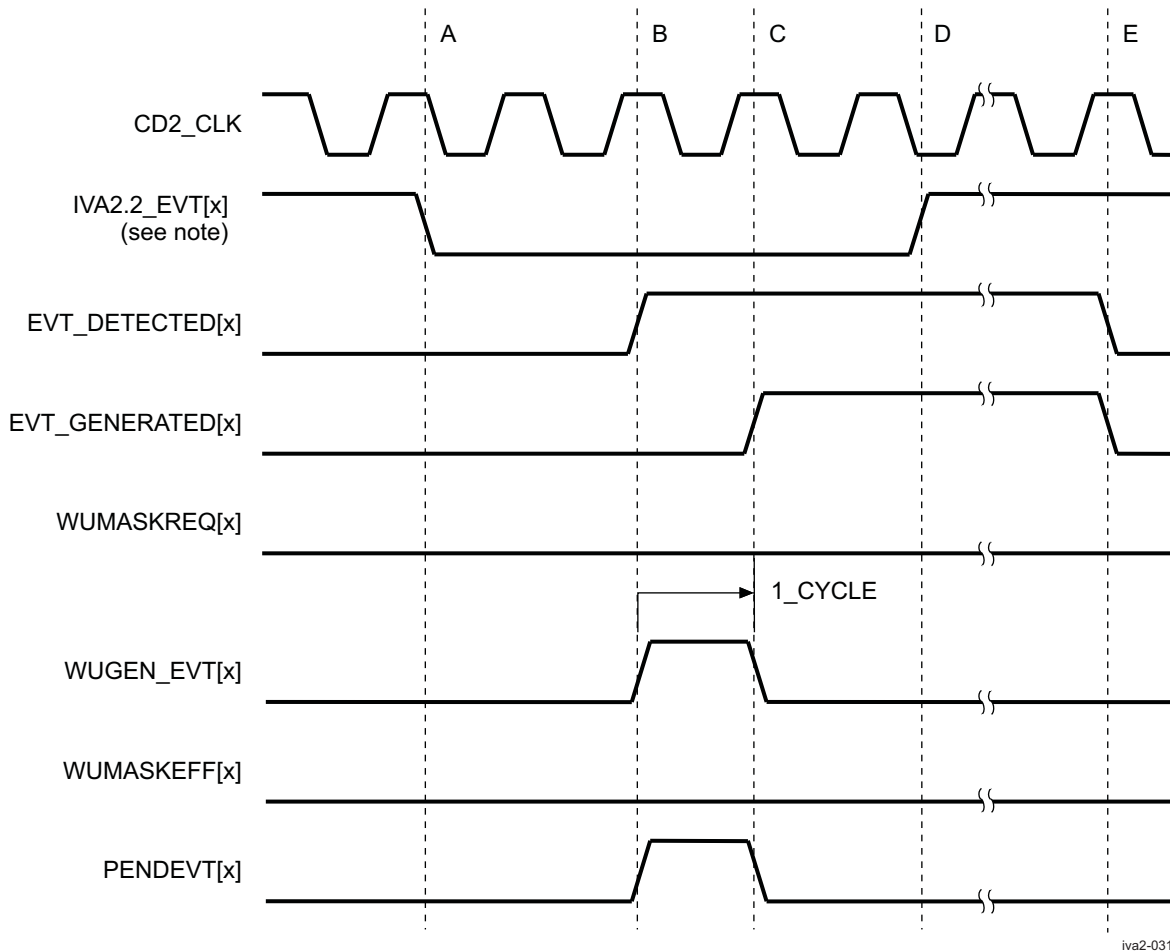 A B C D E
CD2_CLK
IVA2.2_EVT[x]
(see note)
EVT_DETECTED[x]
EVT_GENERATED[x]
WUMASKREQ[x]
1_CYCLE
WUGEN_EVT[x]
WUMASKEFF[x]
PENDEVT[x]
iva2-031